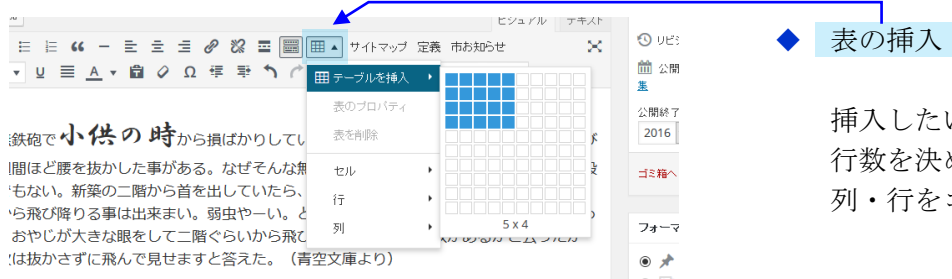 ビジュアル テキスト
サイトマップ 定義 市お知らせ
テーブルを挿入
表のプロパティ
表を削除
セル
行
列
5 x 4
鉄砲で小供の時から損ばかりしてい
間ほど腰を抜かした事がある。なぜそんな無
もない。新築の二階から首を出していたら、
ら飛び降りる事は出来まい。弱虫やーい。と
おやじが大きな眼をして二階ぐらいから飛び
は抜かさずに飛んで見せますと答えた。(青空文庫より)
公開
集
公開終了
2016
ゴミ箱へ
フォーマ
◆ 表の挿入
挿入したい
行数を決め
列・行を